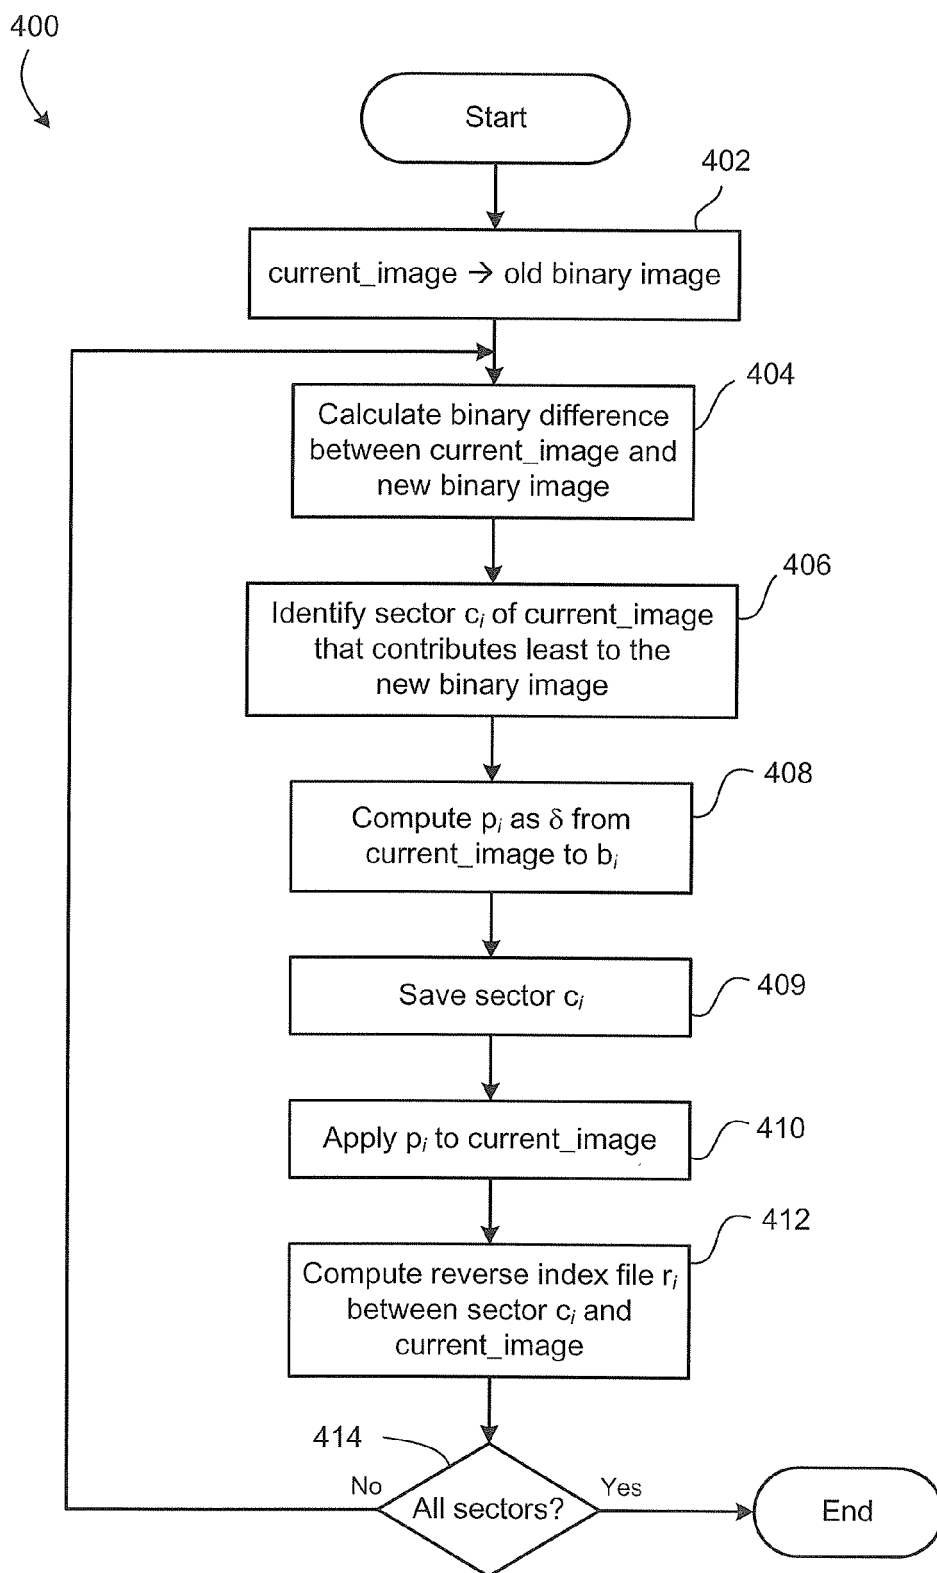 400
Start
402
current_image → old binary image
404
Calculate binary difference
between current_image and
new binary image
406
Identify sector ci of current_image
that contributes least to the
new binary image
408
Compute pi as δ from
current_image to bi
409
Save sector ci
410
Apply pi to current_image
412
Compute reverse index file ri
between sector ci and
current_image
414
No
All sectors?
Yes
End